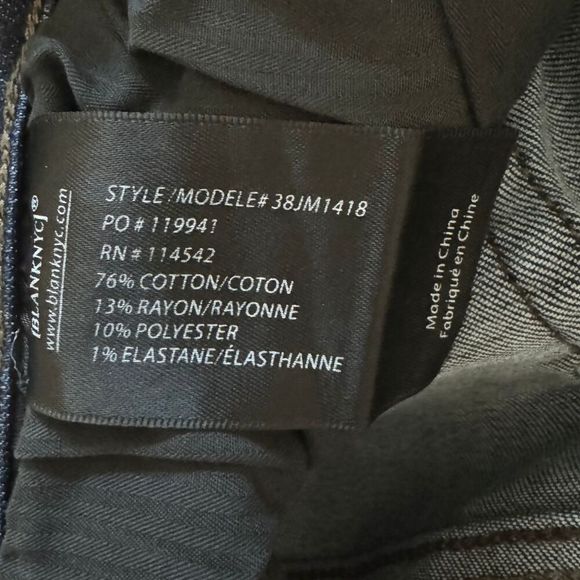 [BLANKNYC]®
www.blanknyc.com
STYLE/MODELE# 38JM1418
PO # 119941
RN # 114542
76% COTTON/COTON
13% RAYON/RAYONNE
10% POLYESTER
1% ELASTANE/ÉLASTHANNE
Made in China
Fabriqué en Chine